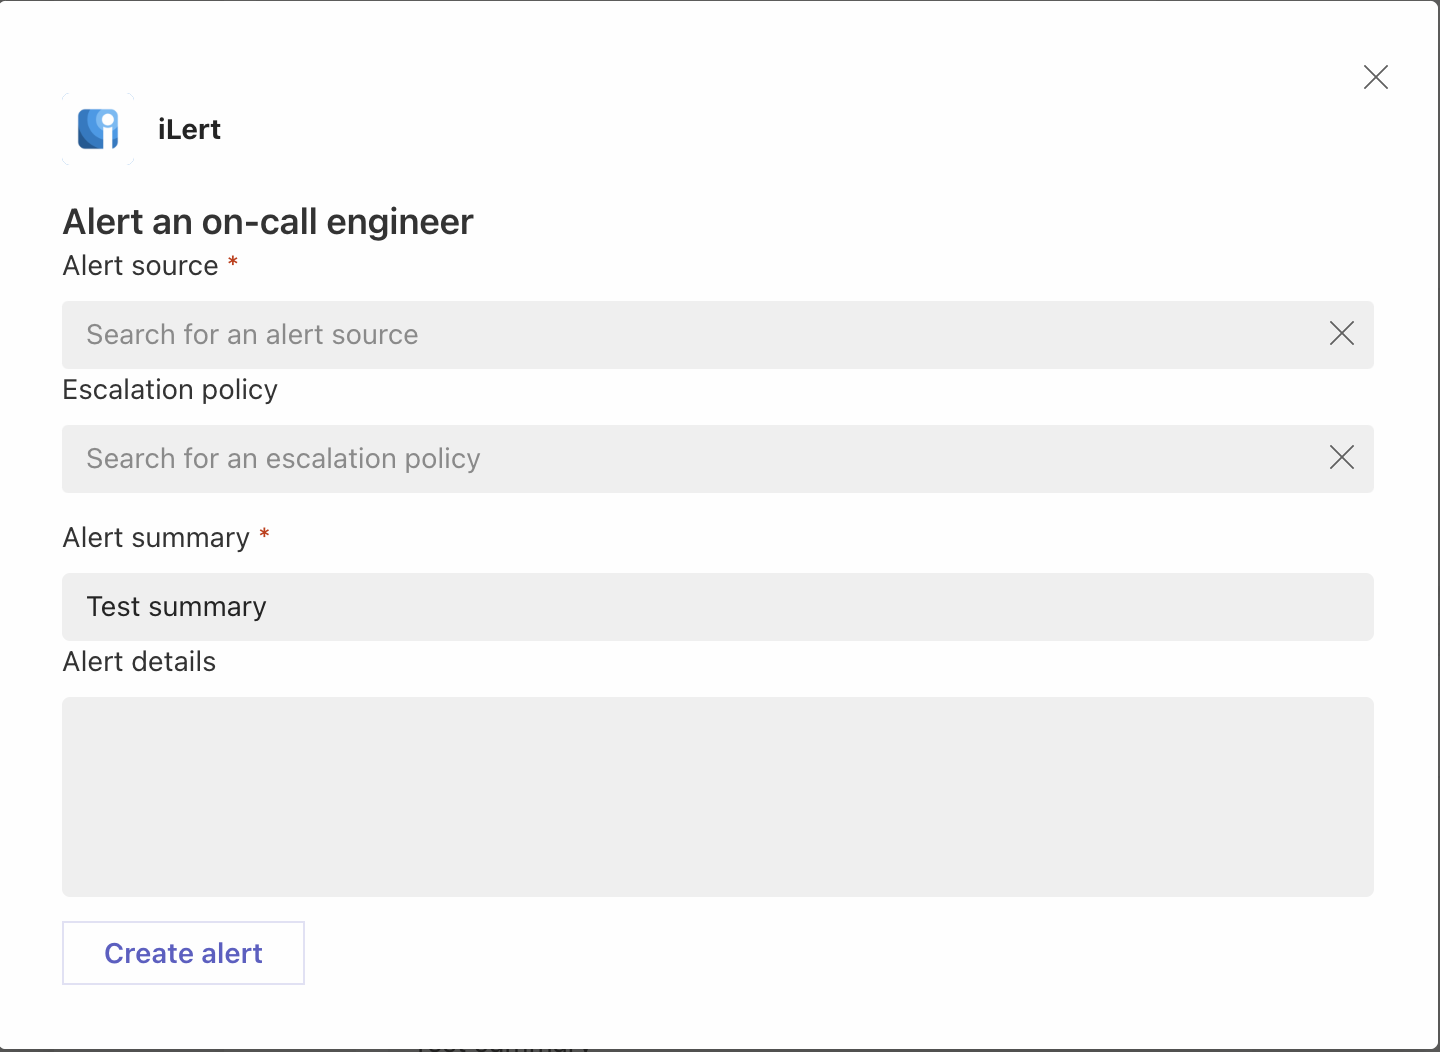 iLert
Alert an on-call engineer
Alert source *
Search for an alert source
Escalation policy
Search for an escalation policy
Alert summary *
Test summary
Alert details
Create alert